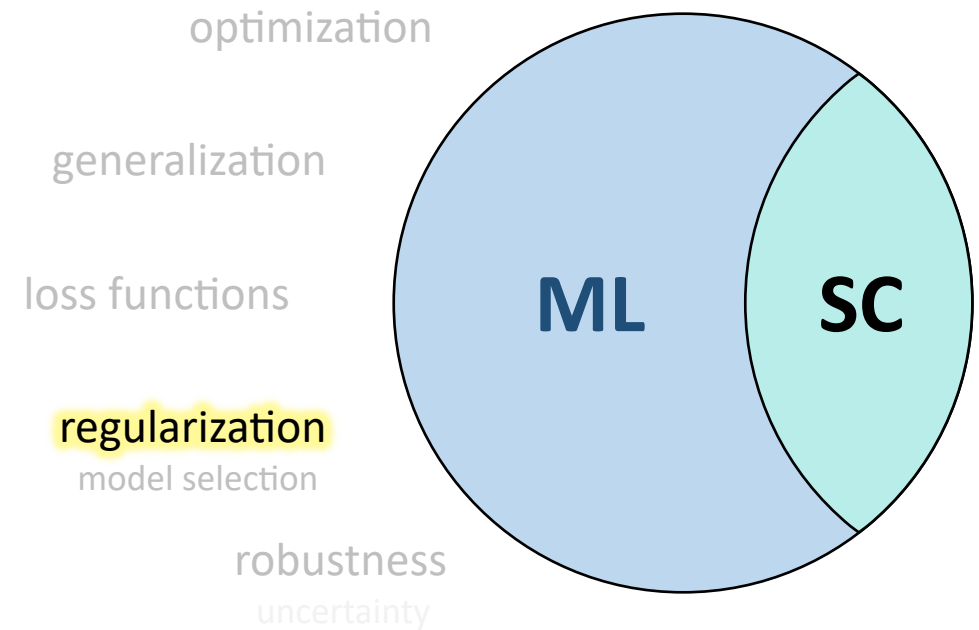 optimization
generalization
loss functions
ML
SC
regularization
model selection
robustness
uncertainty